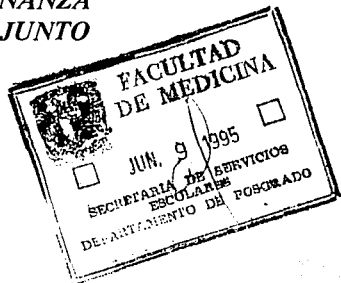 NANZA
JUNTO
FACULTAD
DE MEDICINA
JUN. 9 1995
SECRETARIA DE SERVICIOS
ESCOLARES
DEPARTAMENTO DE POSGRADO